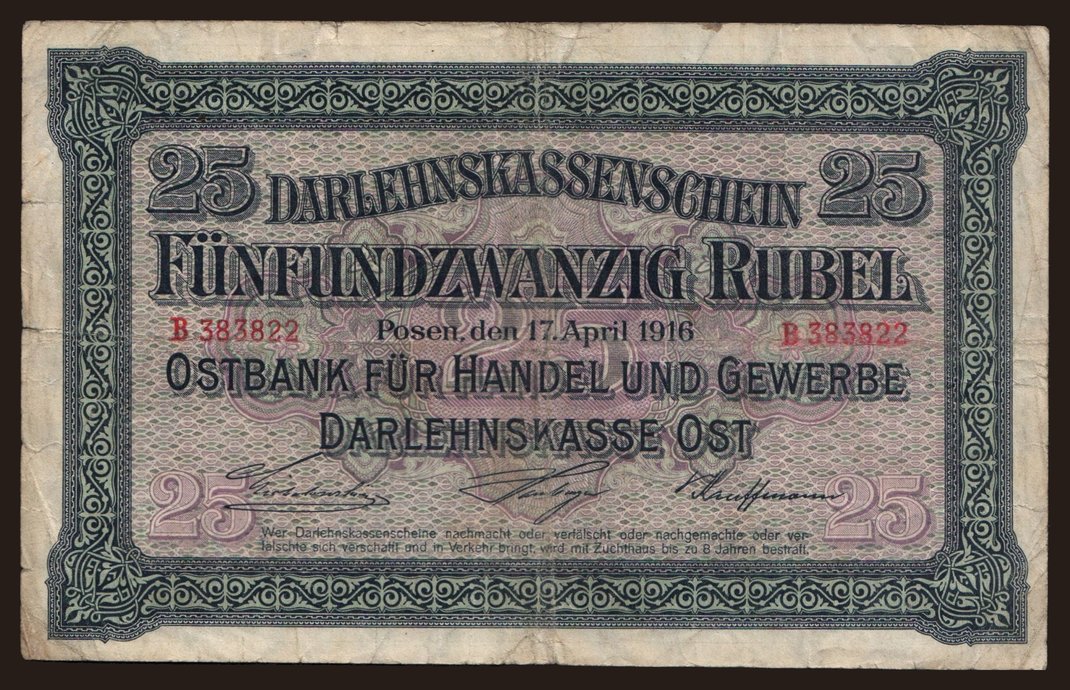 25 DARLEHNSKASSENSCHEIN 25
FÜNFUNDZWANZIG RUBEL
B 383822 Posen, den 17. April 1916 B 383822
OSTBANK FÜR HANDEL UND GEWERBE
DARLEHNSKASSE OST
Kauffmann
25 25
Wer Darlehnskassenscheine nachmacht oder verfälscht oder nachgemachte oder ver-
fälschte sich verschafft und in Verkehr bringt, wird mit Zuchthaus bis zu 8 Jahren bestraft.